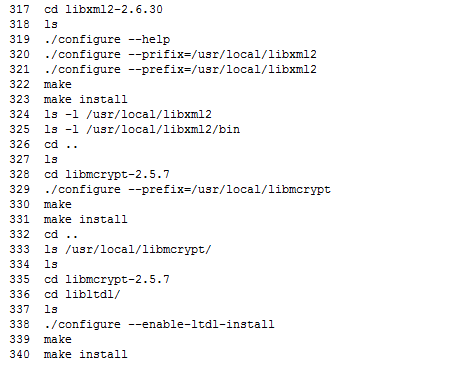 317 cd libxml2-2.6.30
318 ls
319 ./configure --help
320 ./configure --prifix=/usr/local/libxml2
321 ./configure --prefix=/usr/local/libxml2
322 make
323 make install
324 ls -l /usr/local/libxml2
325 ls -l /usr/local/libxml2/bin
326 cd ..
327 ls
328 cd libmcrypt-2.5.7
329 ./configure --prefix=/usr/local/libmcrypt
330 make
331 make install
332 cd ..
333 ls /usr/local/libmcrypt/
334 ls
335 cd libmcrypt-2.5.7
336 cd libltdl/
337 ls
338 ./configure --enable-ltdl-install
339 make
340 make install